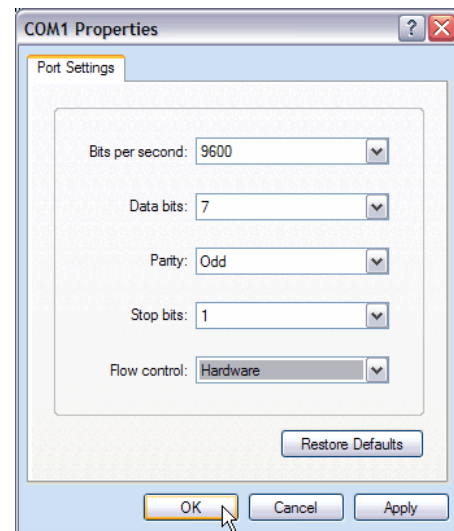 COM1 Properties
Port Settings
Bits per second: 9600
Data bits: 7
Parity: Odd
Stop bits: 1
Flow control: Hardware
Restore Defaults
OK Cancel Apply